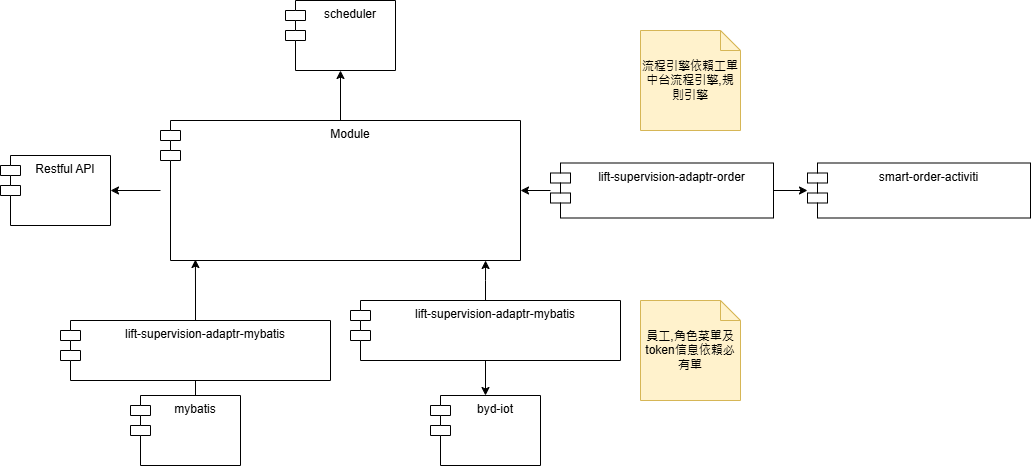 scheduler
流程引擎依賴工單
中台流程引擎,規
則引擎
Module
Restful API
lift-supervision-adaptr-order
smart-order-activiti
lift-supervision-adaptr-mybatis
lift-supervision-adaptr-mybatis
員工,角色菜單及
token信息依賴必
有單
mybatis
byd-iot